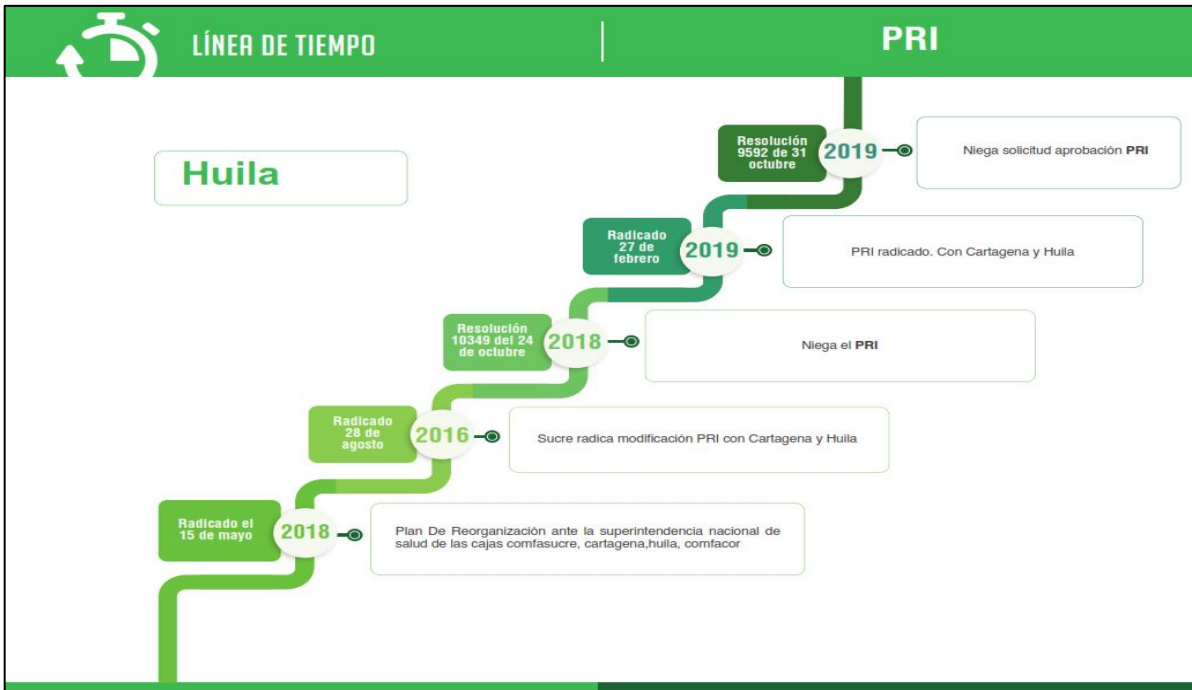 LÍNEA DE TIEMPO
PRI
Huila
Resolución
9592 de 31
octubre
2019
Niega solicitud aprobación PRI
Radicado
27 de
febrero
2019
PRI radicado. Con Cartagena y Huila
Resolución
10349 del 24
de octubre
2018
Niega el PRI
Radicado
28 de
agosto
2016
Sucre radica modificación PRI con Cartagena y Huila
Radicado el
15 de mayo
2018
Plan De Reorganización ante la superintendencia nacional de
salud de las cajas comfasucre, cartagena,huila, comfacor